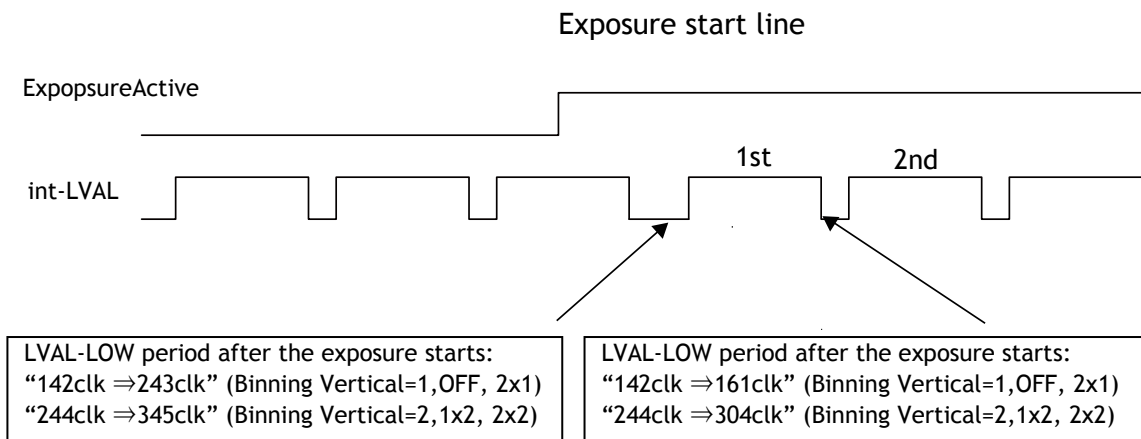 Exposure start line
ExpopsureActive
1st
2nd
int-LVAL
LVAL-LOW period after the exposure starts:
“142clk ⇒243clk” (Binning Vertical=1,OFF, 2x1)
“244clk ⇒345clk” (Binning Vertical=2,1x2, 2x2)
LVAL-LOW period after the exposure starts:
“142clk ⇒161clk” (Binning Vertical=1,OFF, 2x1)
“244clk ⇒304clk” (Binning Vertical=2,1x2, 2x2)